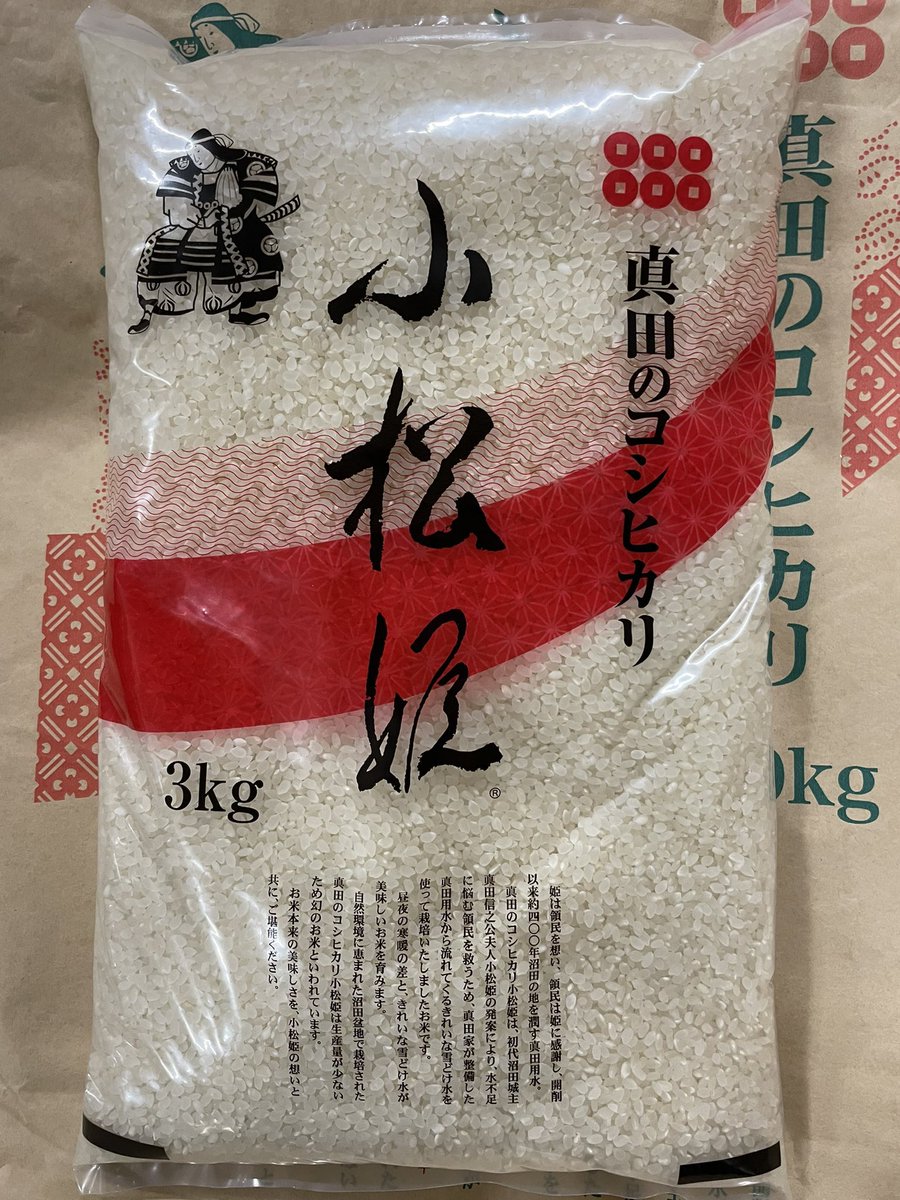 真田のコシヒカリ
小松姫
®
3kg
姫は領民を想い、領民は姫に感謝し、開削
以来約四〇〇年沼田の地を潤す真田用水。
真田のコシヒカリ小松姫は、初代沼田城主
真田信之公夫人小松姫の発案により、水不足
に悩む領民を救うため、真田家が整備した
真田用水から流れてくるきれいな雪どけ水を
使って栽培いたしましたお米です。
昼夜の寒暖の差と、きれいな雪どけ水が
美味しいお米を育みます。
自然環境に恵まれた沼田盆地で栽培された
真田のコシヒカリ小松姫は生産量が少ない
ため幻のお米といわれています。
お米本来の美味しさを、小松姫の想いと
共に、ご堪能ください。
真田のコシヒカリ
0kg